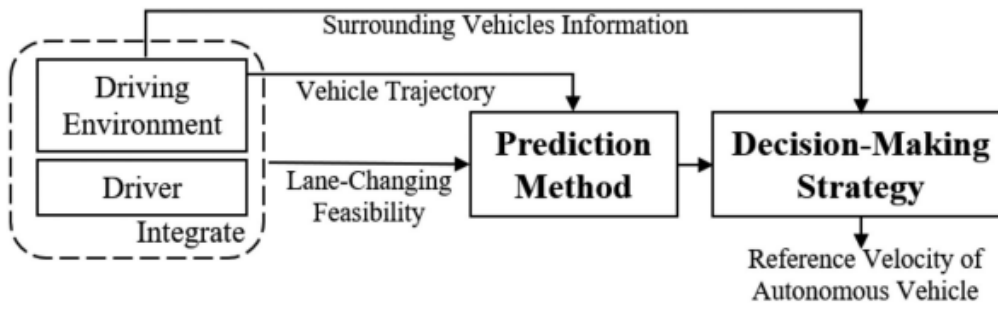 Surrounding Vehicles Information
Driving
Environment
Vehicle Trajectory
Driver
Lane-Changing
Feasibility
Integrate
Prediction
Method
Decision-Making
Strategy
Reference Velocity of
Autonomous Vehicle